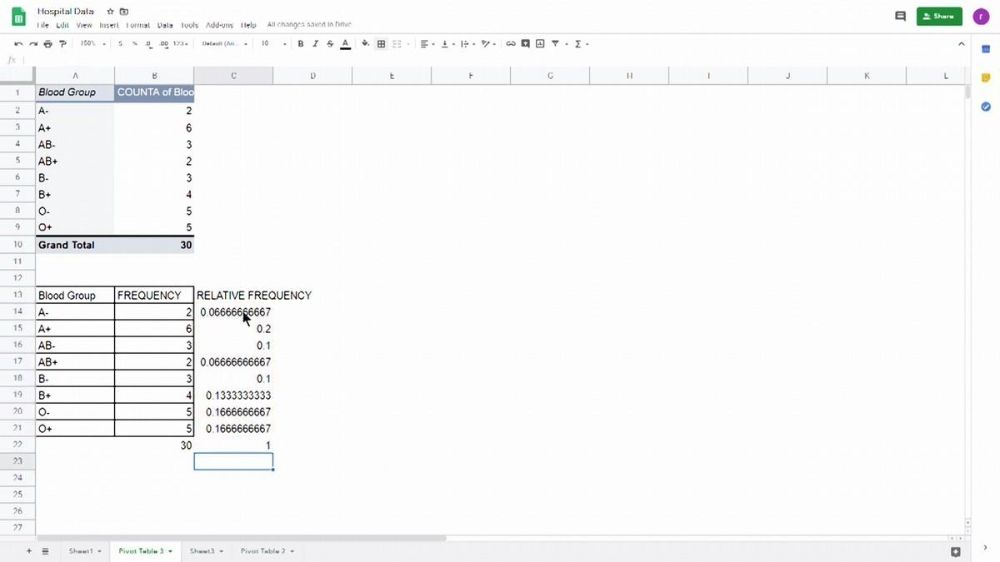 Hospital Data
File Edit View Insert Format Data Tools Add-ons Help All changes saved in Drive
Share
r
150% $ % .0 .00 123 Default (Ari... 10 B I S A Σ
fx
A B C D E F G H I J K L
1 Blood Group COUNTA of Bloo
2 A- 2
3 A+ 6
4 AB- 3
5 AB+ 2
6 B- 3
7 B+ 4
8 O- 5
9 O+ 5
10 Grand Total 30
11
12
13 Blood Group FREQUENCY RELATIVE FREQUENCY
14 A- 2 0.06666666667
15 A+ 6 0.2
16 AB- 3 0.1
17 AB+ 2 0.06666666667
18 B- 3 0.1
19 B+ 4 0.1333333333
20 O- 5 0.1666666667
21 O+ 5 0.1666666667
22 30 1
23
24
25
26
27
Sheet1 Pivot Table 3 Sheet3 Pivot Table 2